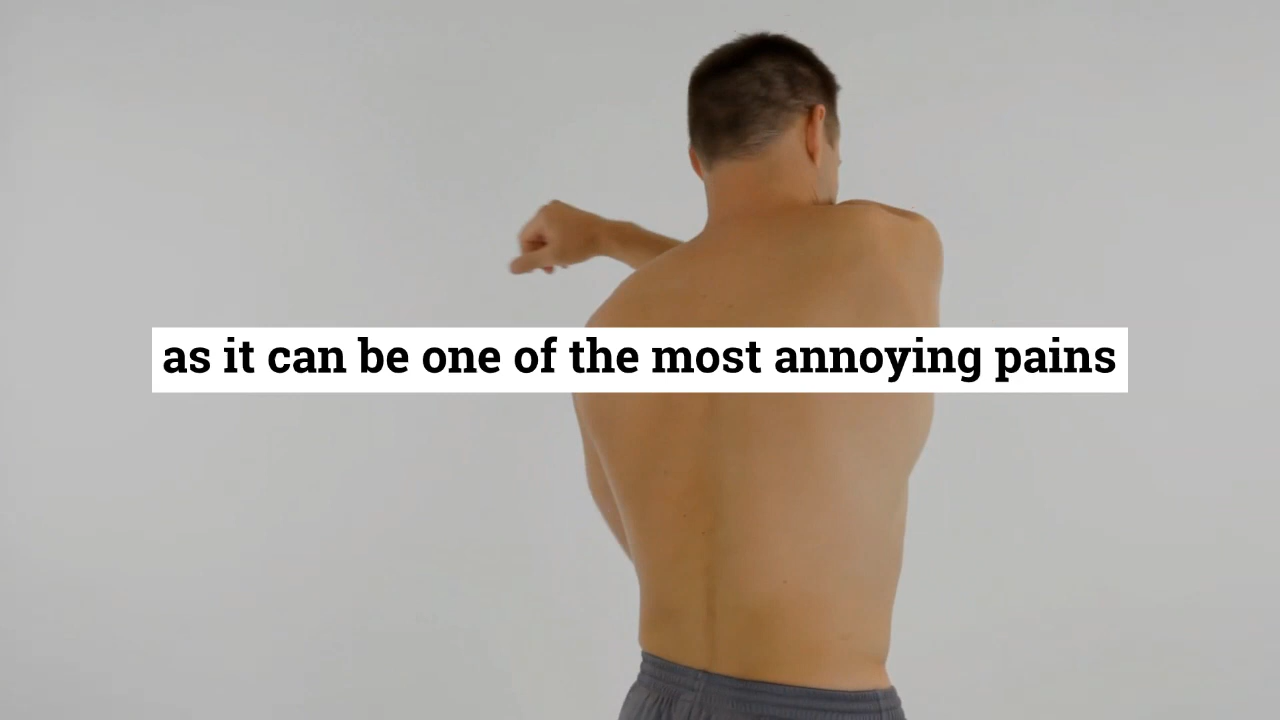 as it can be one of the most annoying pains